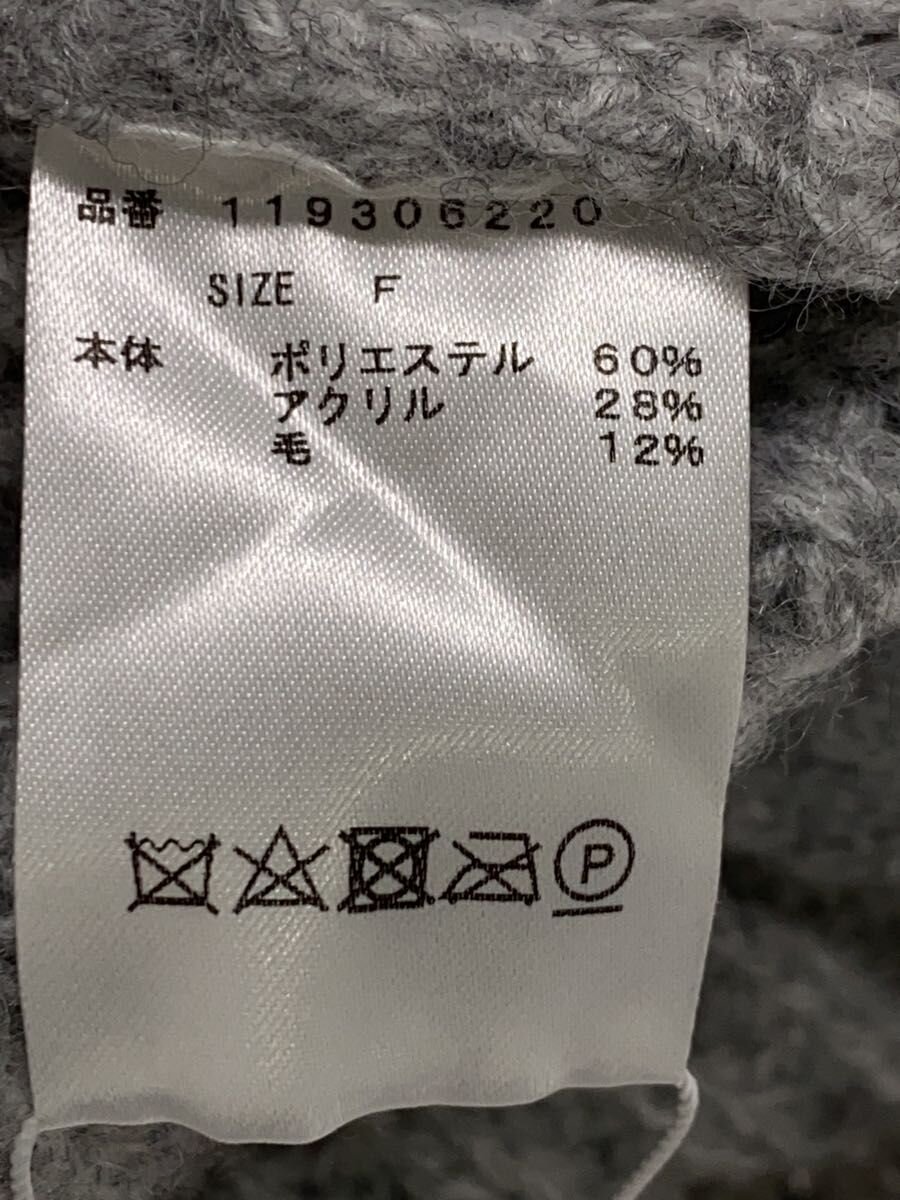 品番 119306220
SIZE F
本体 ポリエステル 60%
アクリル 28%
毛 12%
P